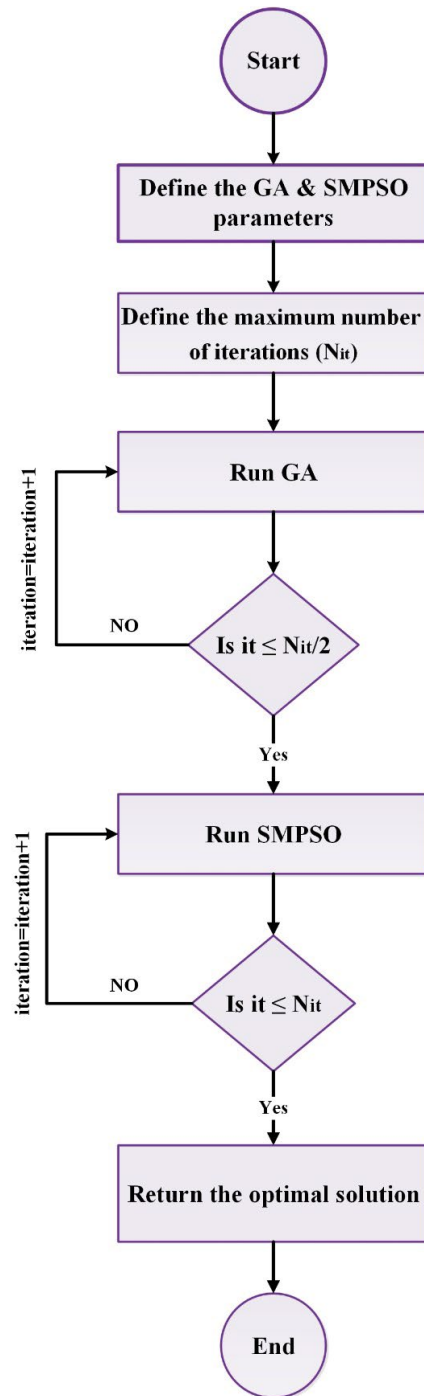 Start
Define the GA & SMPSO
parameters
Define the maximum number
of iterations (Nit)
Run GA
iteration=iteration+1
NO
Is it ≤ Nit/2
Yes
Run SMPSO
iteration=iteration+1
NO
Is it ≤ Nit
Yes
Return the optimal solution
End